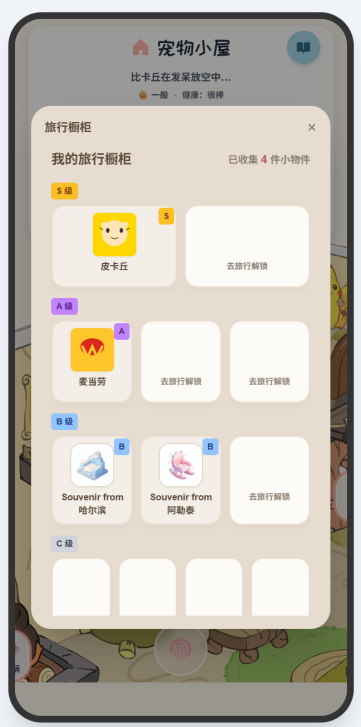 宠物小屋
比卡丘在发呆放空中...
一般 · 健康：很棒
旅行橱柜
×
我的旅行橱柜
已收集 4 件小物件
S 级
S
皮卡丘
去旅行解锁
A 级
A
麦当劳
去旅行解锁
去旅行解锁
B 级
B
Souvenir from
哈尔滨
B
Souvenir from
阿勒泰
去旅行解锁
C 级